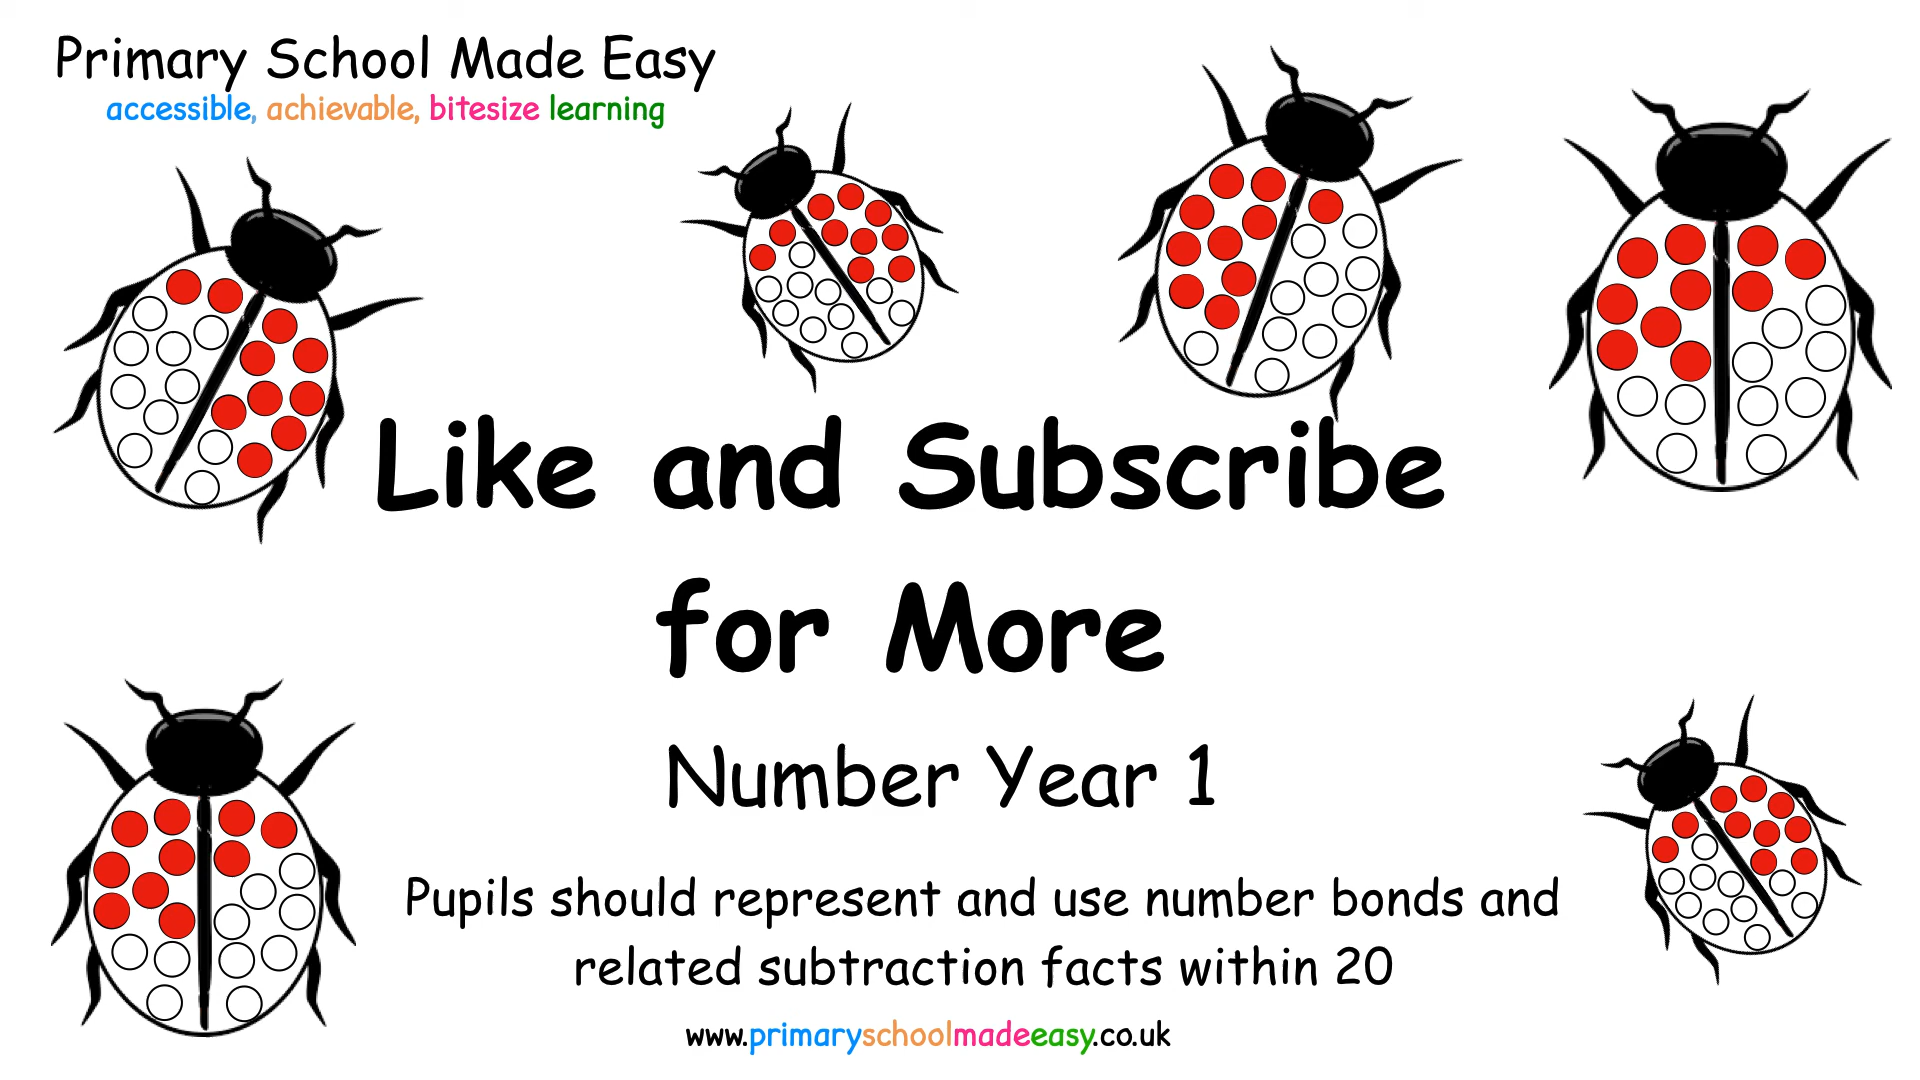 Primary School Made Easy
accessible, achievable, bitesize learning
Like and Subscribe
for More
Number Year 1
Pupils should represent and use number bonds and
related subtraction facts within 20
www.primaryschoolmadeeasy.co.uk